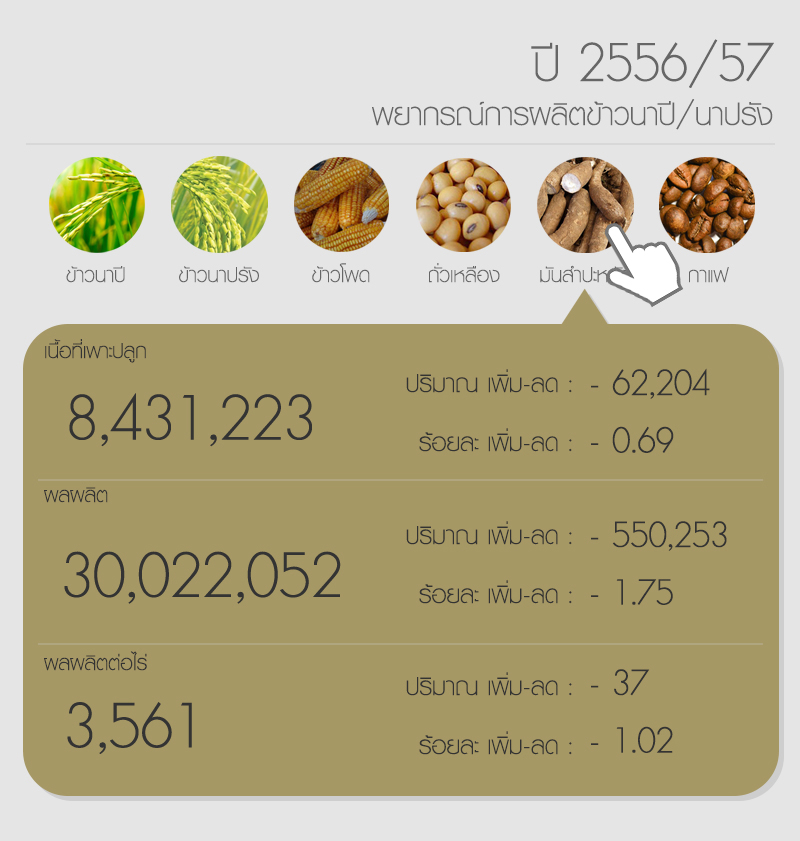 ปี 2556/57
พยากรณ์การผลิตข้าวนาปี/นาปรัง
ข้าวนาปี ข้าวนาปรัง ข้าวโพด ถั่วเหลือง กาแฟ
เนื้อที่เพาะปลูก
8,431,223
ปริมาณ เพิ่ม-ลด : - 62,204
ร้อยละ เพิ่ม-ลด : - 0.69
ผลผลิต
30,022,052
ปริมาณ เพิ่ม-ลด : - 550,253
ร้อยละ เพิ่ม-ลด : - 1.75
ผลผลิตต่อไร่
3,561
ปริมาณ เพิ่ม-ลด : - 37
ร้อยละ เพิ่ม-ลด : - 1.02